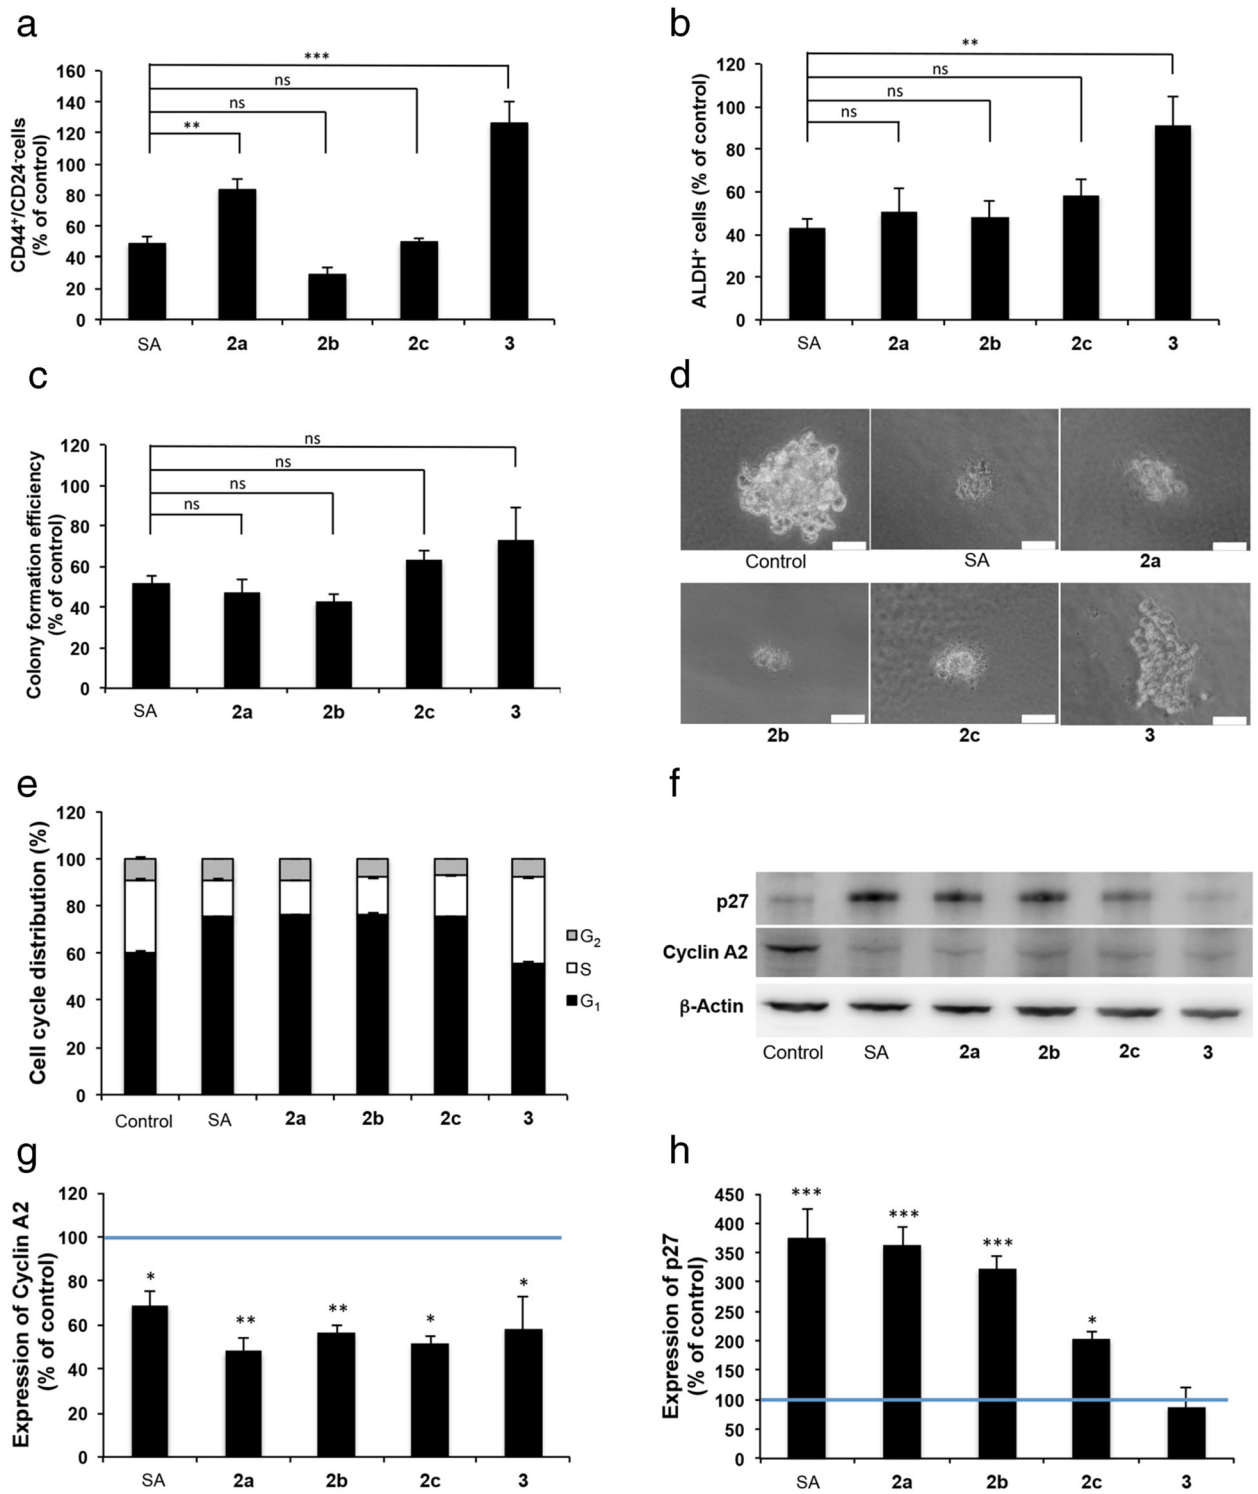 a
CD44+/CD24-cells
(% of control)
160
140
120
100
80
60
40
20
0
***
ns
ns
**
SA 2a 2b 2c 3
b
ALDH+ cells (% of control)
120
100
80
60
40
20
0
**
ns
ns
ns
SA 2a 2b 2c 3
c
Colony formation efficiency
(% of control)
120
100
80
60
40
20
0
ns
ns
ns
ns
SA 2a 2b 2c 3
d
Control SA 2a
2b 2c 3
e
Cell cycle distribution (%)
120
100
80
60
40
20
0
G2
S
G1
Control SA 2a 2b 2c 3
f
p27
Cyclin A2
β-Actin
Control SA 2a 2b 2c 3
g
Expression of Cyclin A2
(% of control)
120
100
80
60
40
20
0
* ** ** * *
SA 2a 2b 2c 3
h
Expression of p27
(% of control)
450
400
350
300
250
200
150
100
50
0
*** *** *** *
SA 2a 2b 2c 3